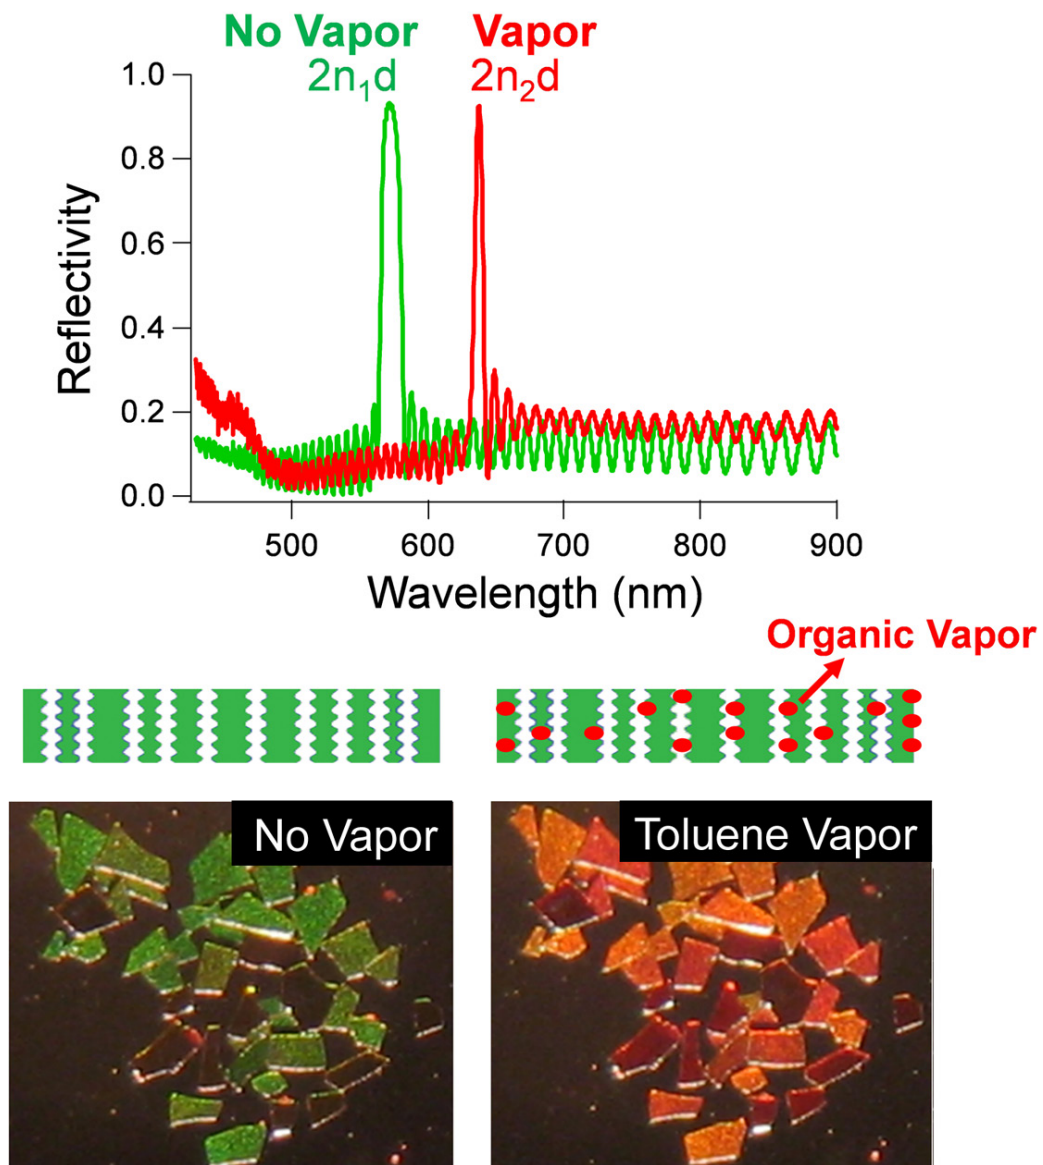 No Vapor Vapor
2n₁d 2n₂d
1.0
0.8
0.6
0.4
0.2
0.0
Reflectivity
500 600 700 800 900
Wavelength (nm)
Organic Vapor
No Vapor Toluene Vapor